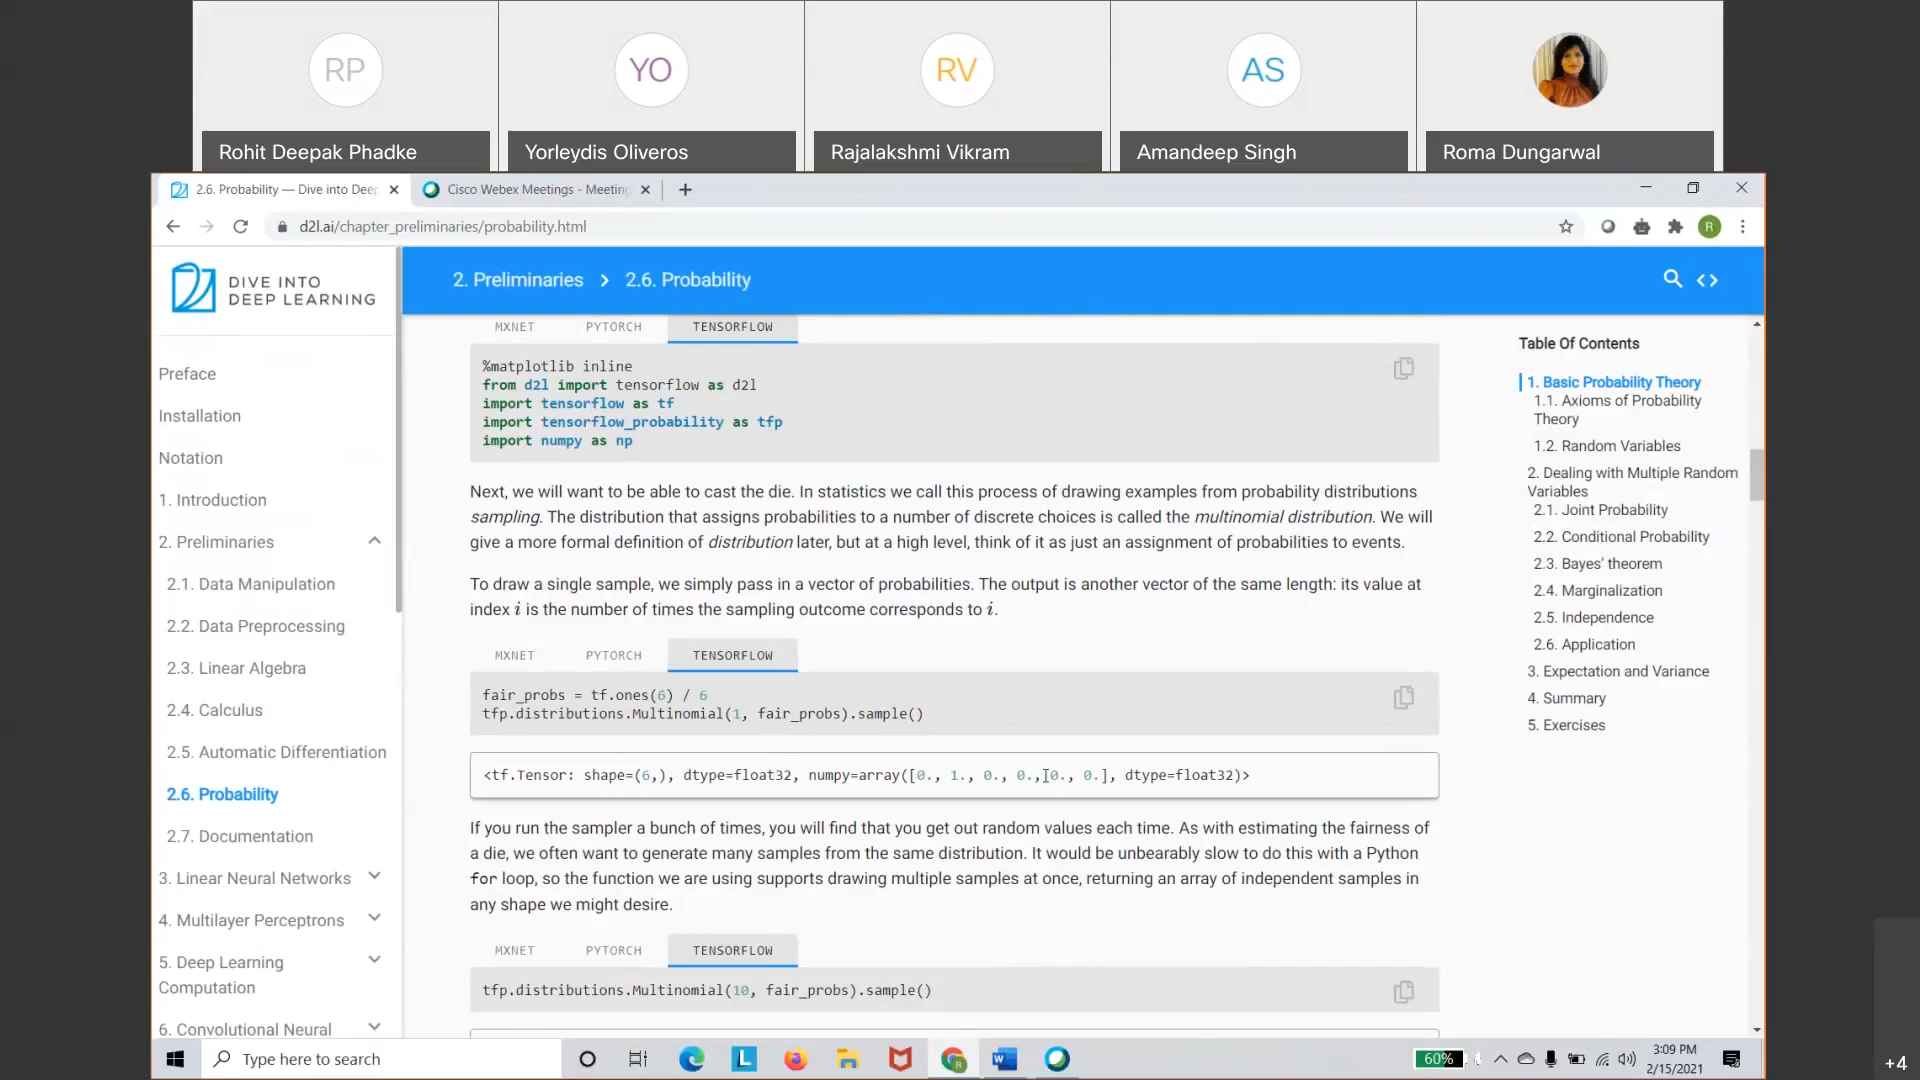 RP
YO
RV
AS
Rohit Deepak Phadke
Yorleydis Oliveros
Rajalakshmi Vikram
Amandeep Singh
Roma Dungarwal
2.6. Probability — Dive into Deep
Cisco Webex Meetings - Meeting
d2l.ai/chapter_preliminaries/probability.html
R
DIVE INTO
DEEP LEARNING
2. Preliminaries > 2.6. Probability
Preface
Installation
Notation
1. Introduction
2. Preliminaries
2.1. Data Manipulation
2.2. Data Preprocessing
2.3. Linear Algebra
2.4. Calculus
2.5. Automatic Differentiation
2.6. Probability
2.7. Documentation
3. Linear Neural Networks
4. Multilayer Perceptrons
5. Deep Learning
Computation
6. Convolutional Neural
MXNET PYTORCH TENSORFLOW
%matplotlib inline
from d2l import tensorflow as d2l
import tensorflow as tf
import tensorflow_probability as tfp
import numpy as np
Next, we will want to be able to cast the die. In statistics we call this process of drawing examples from probability distributions
sampling. The distribution that assigns probabilities to a number of discrete choices is called the multinomial distribution. We will
give a more formal definition of distribution later, but at a high level, think of it as just an assignment of probabilities to events.
To draw a single sample, we simply pass in a vector of probabilities. The output is another vector of the same length: its value at
index i is the number of times the sampling outcome corresponds to i.
MXNET PYTORCH TENSORFLOW
fair_probs = tf.ones(6) / 6
tfp.distributions.Multinomial(1, fair_probs).sample()
<tf.Tensor: shape=(6,), dtype=float32, numpy=array([0., 1., 0., 0., 0., 0.], dtype=float32)>
If you run the sampler a bunch of times, you will find that you get out random values each time. As with estimating the fairness of
a die, we often want to generate many samples from the same distribution. It would be unbearably slow to do this with a Python
for loop, so the function we are using supports drawing multiple samples at once, returning an array of independent samples in
any shape we might desire.
MXNET PYTORCH TENSORFLOW
tfp.distributions.Multinomial(10, fair_probs).sample()
Table Of Contents
1. Basic Probability Theory
1.1. Axioms of Probability
Theory
1.2. Random Variables
2. Dealing with Multiple Random
Variables
2.1. Joint Probability
2.2. Conditional Probability
2.3. Bayes’ theorem
2.4. Marginalization
2.5. Independence
2.6. Application
3. Expectation and Variance
4. Summary
5. Exercises
Type here to search
L
W
60%
3:09 PM
2/15/2021
+4